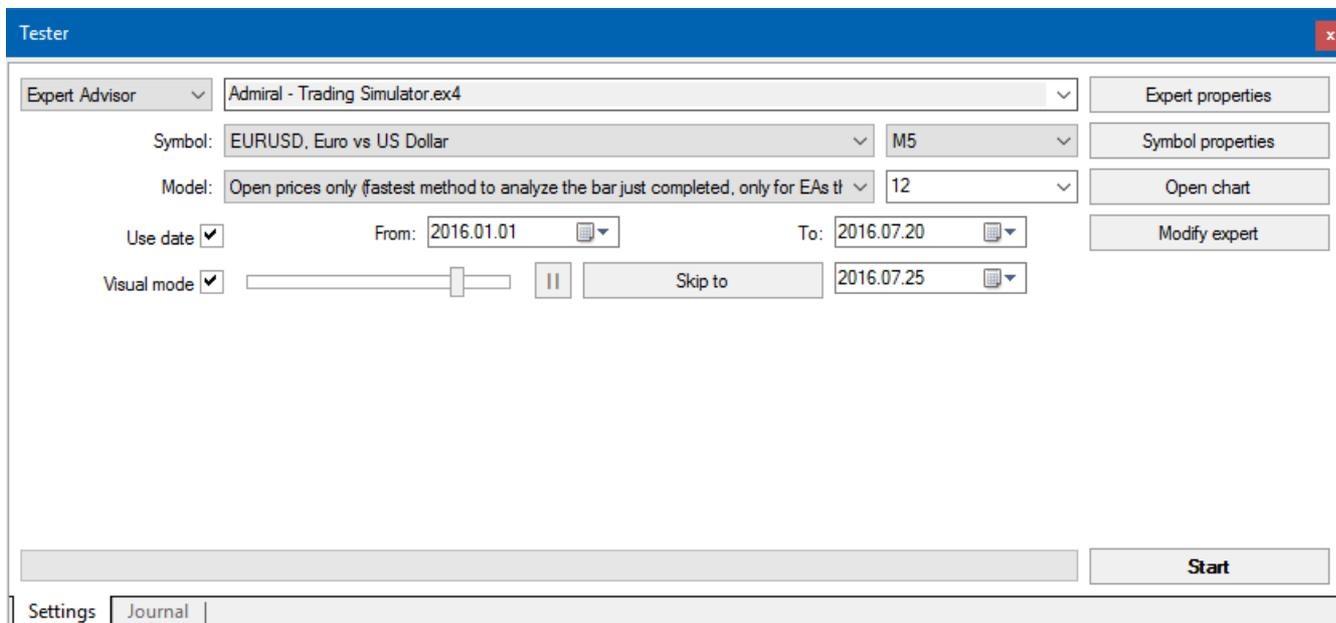 Tester
x
Expert Advisor Admiral - Trading Simulator.ex4 Expert properties
Symbol: EURUSD, Euro vs US Dollar M5 Symbol properties
Model: Open prices only (fastest method to analyze the bar just completed, only for EAs th 12 Open chart
Use date From: 2016.01.01 To: 2016.07.20 Modify expert
Visual mode Skip to 2016.07.25
Start
Settings Journal